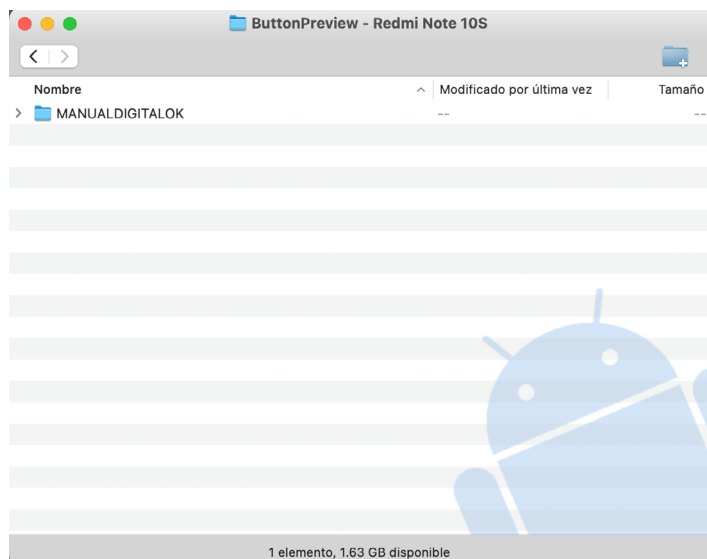 ButtonPreview - Redmi Note 10S
Nombre Modificado por última vez Tamaño
MANUALDIGITALOK -- --
1 elemento, 1.63 GB disponible